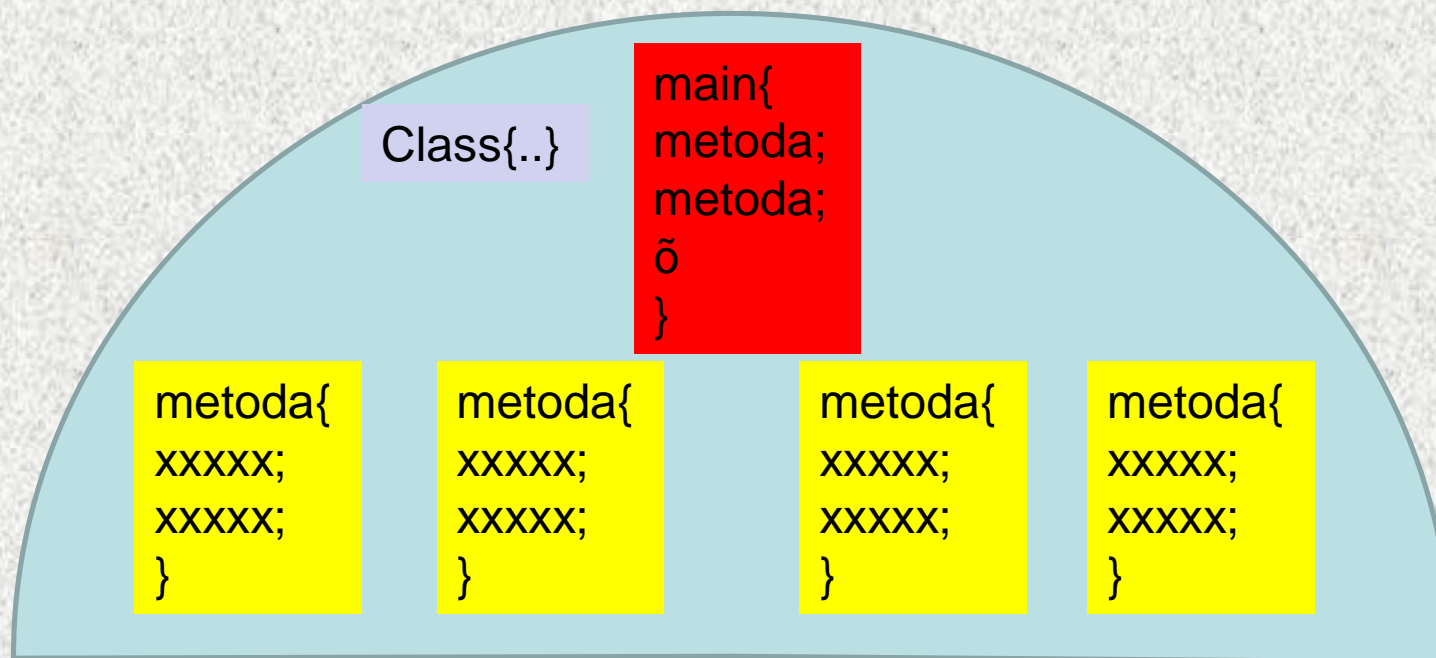 Class{..}
main{
metoda;
metoda;
õ
}
metoda{
xxxxx;
xxxxx;
}
metoda{
xxxxx;
xxxxx;
}
metoda{
xxxxx;
xxxxx;
}
metoda{
xxxxx;
xxxxx;
}